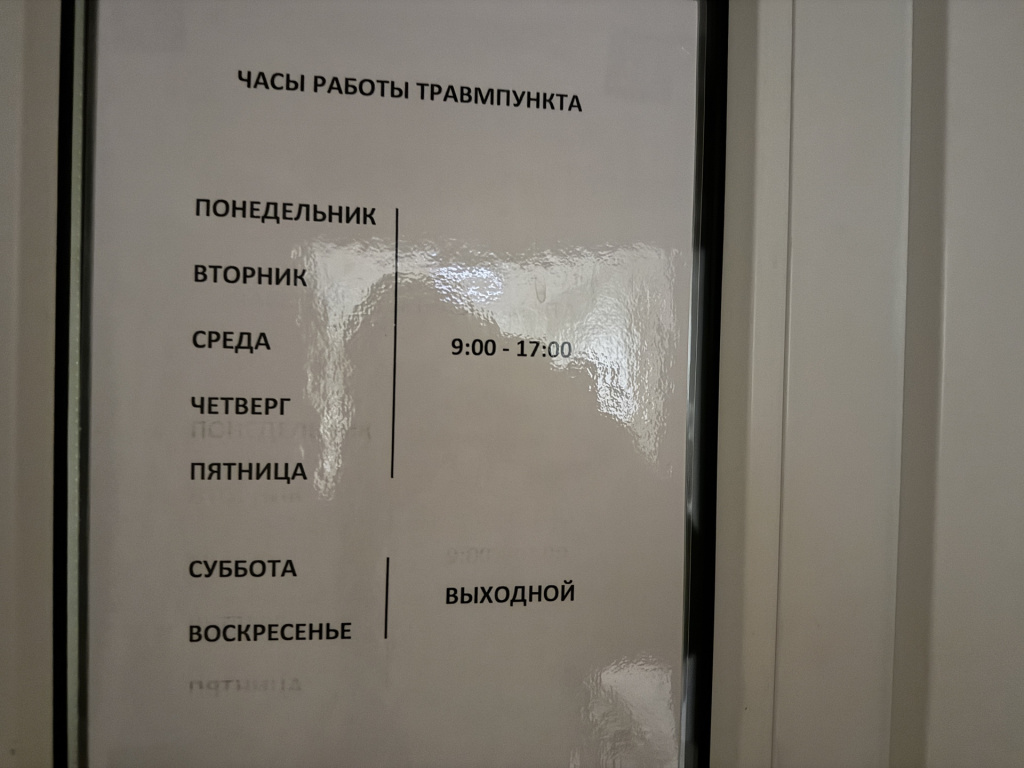 ЧАСЫ РАБОТЫ ТРАВМПУНКТА
ПОНЕДЕЛЬНИК
ВТОРНИК
СРЕДА
9:00 - 17:00
ЧЕТВЕРГ
ПЯТНИЦА
СУББОТА
ВЫХОДНОЙ
ВОСКРЕСЕНЬЕ